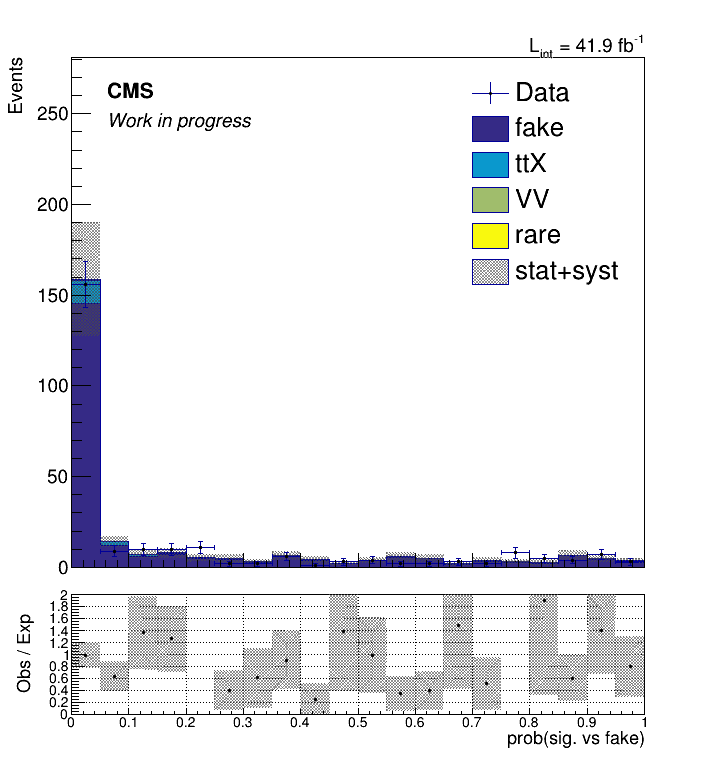 L_int = 41.9 fb^-1
Events
CMS
Work in progress
Data
fake
ttX
VV
rare
stat+syst
250
200
150
100
50
0
Obs / Exp
2
1.8
1.6
1.4
1.2
1
0.8
0.6
0.4
0.2
0
0 0.1 0.2 0.3 0.4 0.5 0.6 0.7 0.8 0.9 1
prob(sig. vs fake)